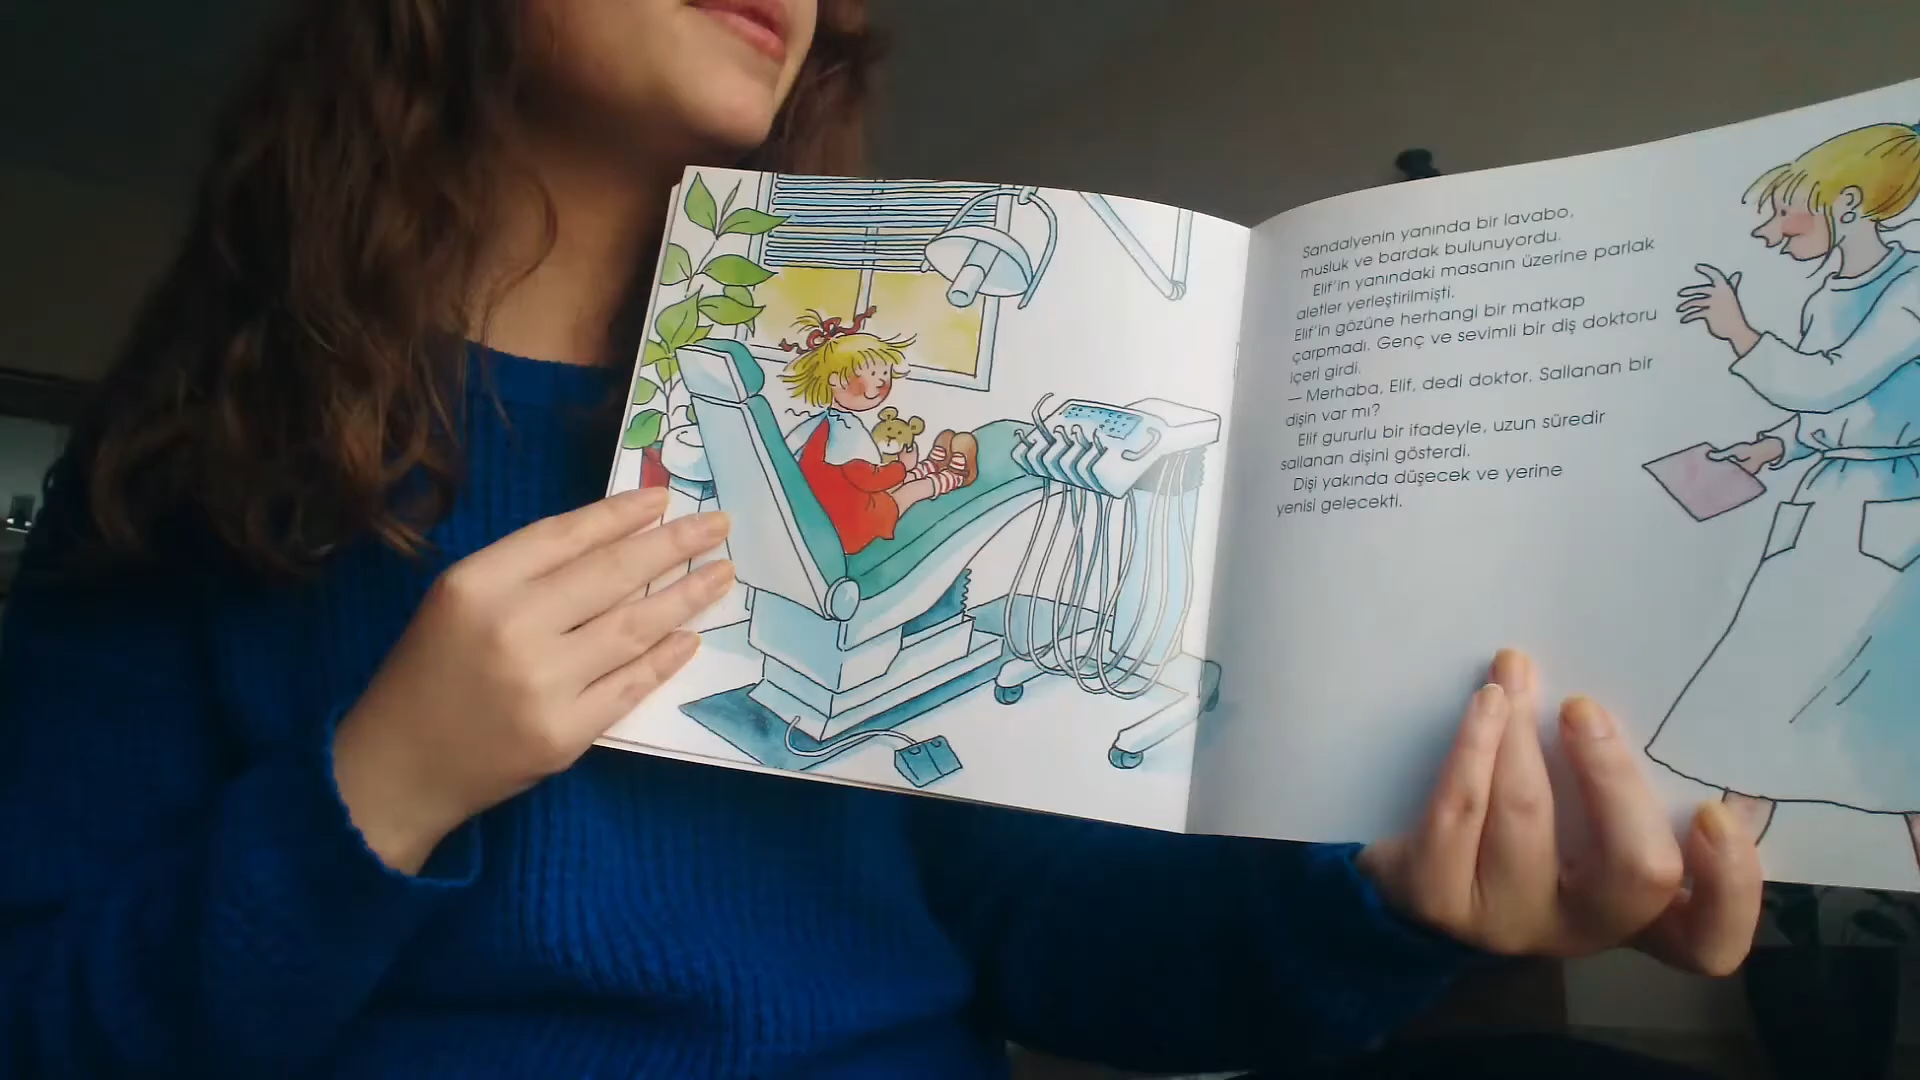 Sandalyenin yanında bir lavabo,
musluk ve bardak bulunuyordu.
Elif'in yanındaki masanın üzerine parlak
aletler yerleştirilmişti.
Elif'in gözüne herhangi bir matkap
çarpmadı. Genç ve sevimli bir diş doktoru
içeri girdi.
— Merhaba, Elif, dedi doktor. Sallanan bir
dişin var mı?
Elif gururlu bir ifadeyle, uzun süredir
sallanan dişini gösterdi.
Dişi yakında düşecek ve yerine
yenisi gelecekti.